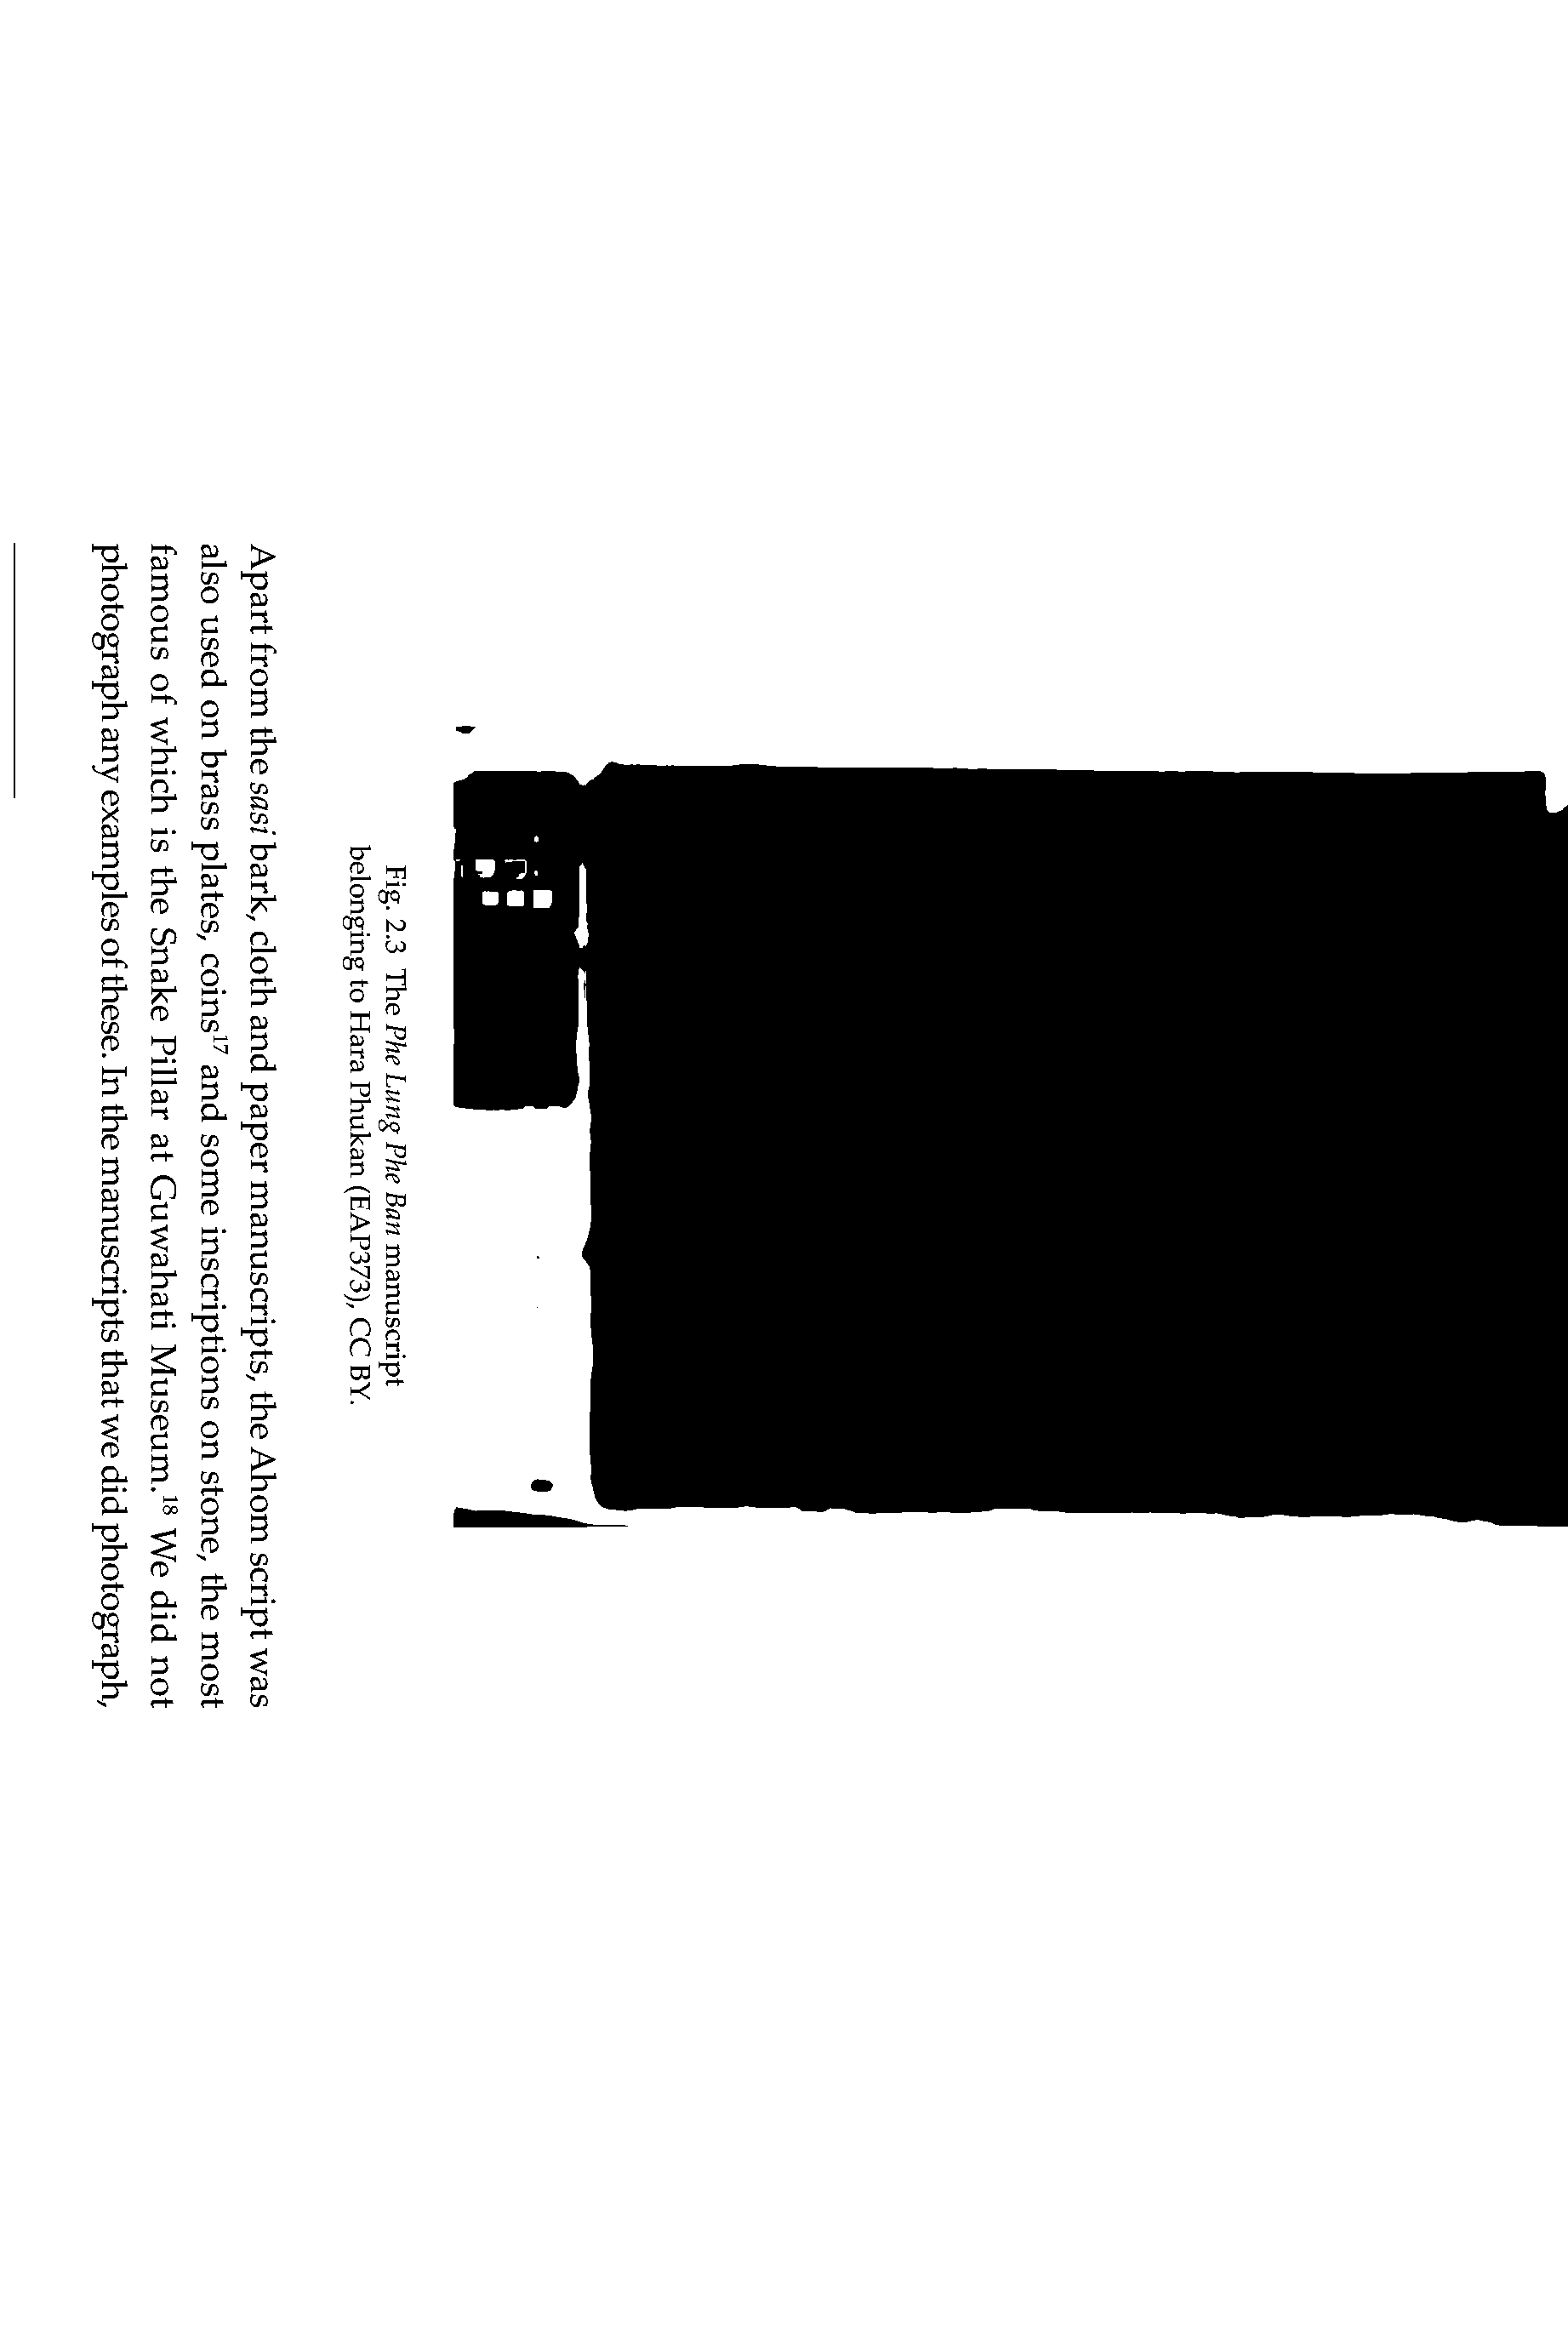 Fig. 2.3 The Phe Lung Phe Ban manuscript
belonging to Hara Phukan (EAP373), CC BY.
Apart from the sasi bark, cloth and paper manuscripts, the Ahom script was
also used on brass plates, coins¹⁷ and some inscriptions on stone, the most
famous of which is the Snake Pillar at Guwahati Museum.¹⁸ We did not
photograph any examples of these. In the manuscripts that we did photograph,